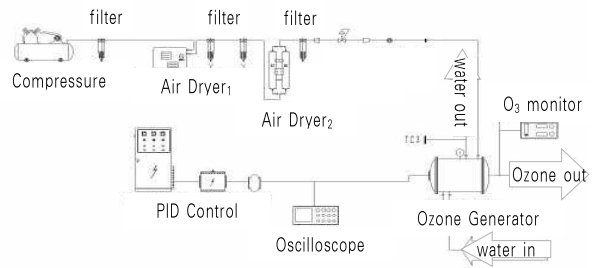 filter
filter
filter
Compressure
Air Dryer1
Air Dryer2
water out
O3 monitor
TC3
Ozone out
PID Control
Oscilloscope
Ozone Generator
water in